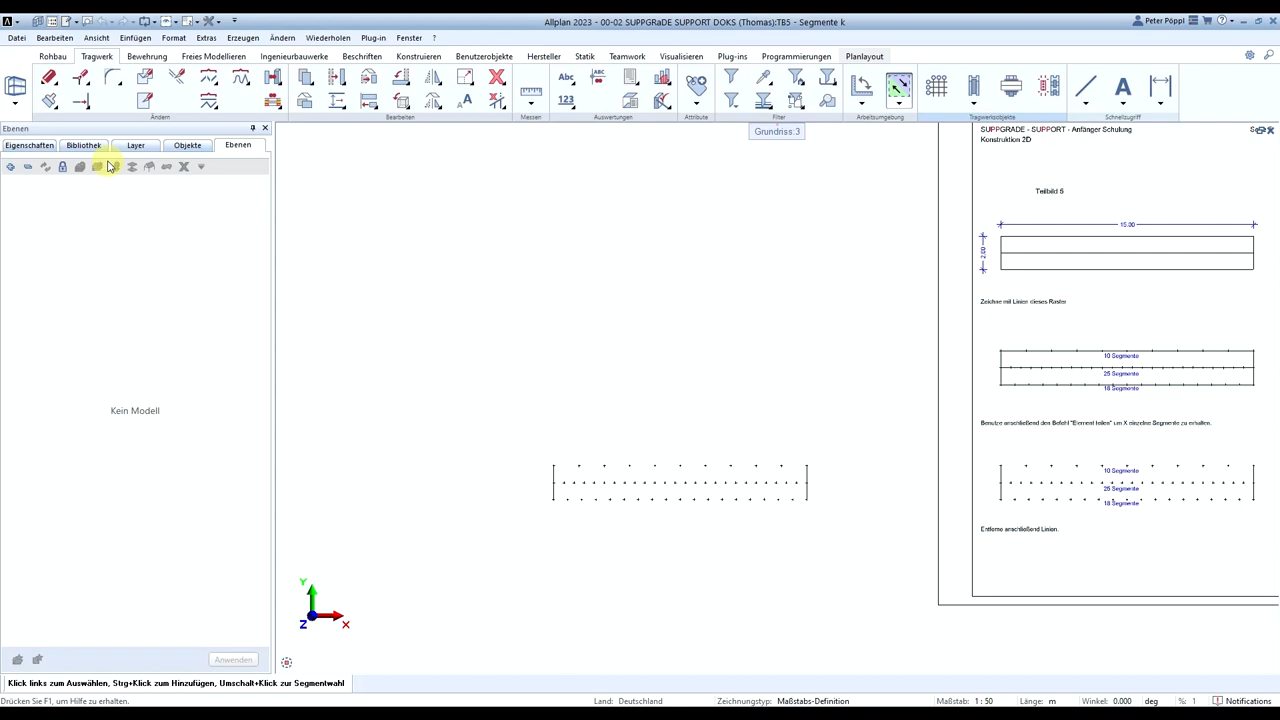 Allplan 2023 - 00-02 SUPPGRaDE SUPPORT DOKS (Thomas):TB5 - Segmente k
Peter Pöppl
Datei Bearbeiten Ansicht Einfügen Format Extras Erzeugen Ändern Wiederholen Plug-in Fenster ?
Rohbau Tragwerk Bewehrung Freies Modellieren Ingenieurbauwerke Beschriften Konstruieren Benutzerobjekte Hersteller Statik Teamwork Visualisieren Plug-ins Programmierungen Planlayout
Abc
ABC
123
A
A
Ändern Bearbeiten Messen Auswertungen Attribute Filter Arbeitsumgebung Tragwerksobjekte Schnellzugriff
Ebenen
Eigenschaften Bibliothek Layer Objekte Ebenen
Kein Modell
Anwenden
Grundriss:3
SUPPGRADE - SUPPORT - Anfänger Schulung
Konstruktion 2D
Teilbild 5
15.00
2.00
Zeichne mit Linien dieses Raster
10 Segmente
25 Segmente
18 Segmente
Benutze anschließend den Befehl "Element teilen" um X einzelne Segmente zu erhalten.
10 Segmente
25 Segmente
18 Segmente
Entferne anschließend Linien.
Y
Z
X
Klick links zum Auswählen, Strg+Klick zum Hinzufügen, Umschalt+Klick zur Segmentwahl
Drücken Sie F1, um Hilfe zu erhalten. Land: Deutschland Zeichnungstyp: Maßstabs-Definition Maßstab: 1 : 50 Länge: m Winkel: 0.000 deg %: 1 Notifications